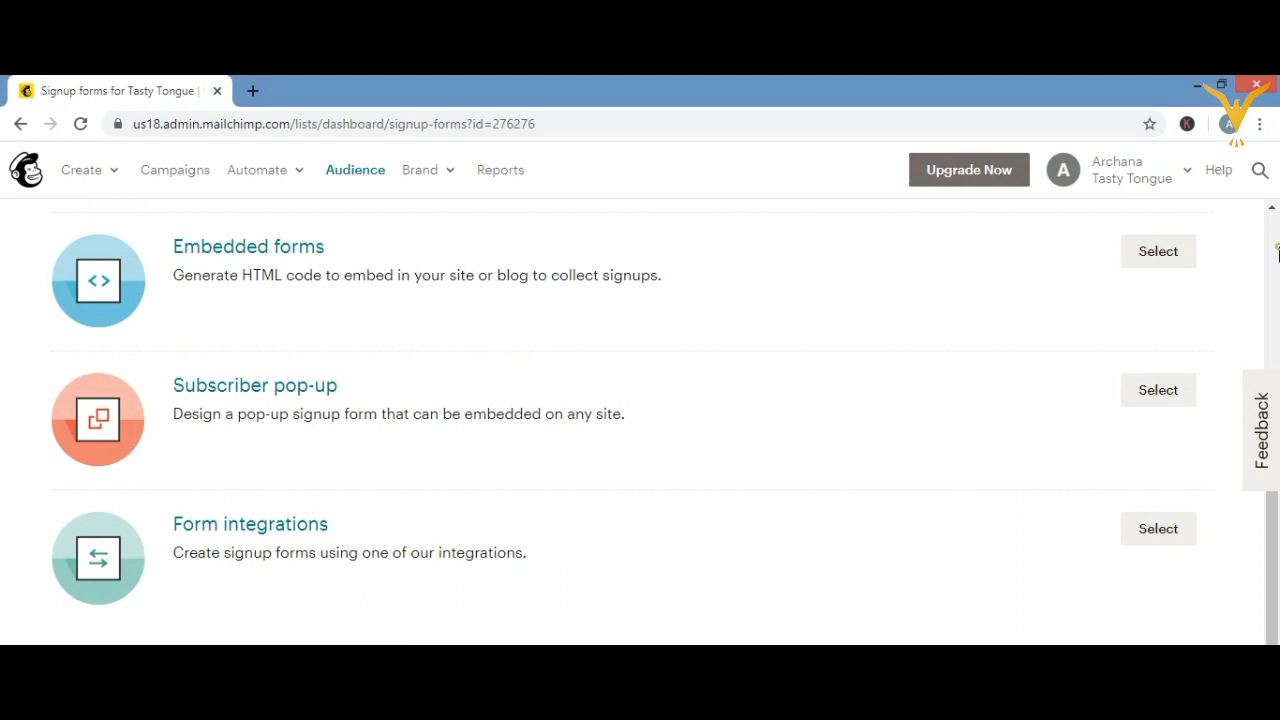 Signup forms for Tasty Tongue |
us18.admin.mailchimp.com/lists/dashboard/signup-forms?id=276276
K
A
Create
Campaigns
Automate
Audience
Brand
Reports
Upgrade Now
A
Archana
Tasty Tongue
Help
Embedded forms
Select
Generate HTML code to embed in your site or blog to collect signups.
Subscriber pop-up
Select
Design a pop-up signup form that can be embedded on any site.
Feedback
Form integrations
Select
Create signup forms using one of our integrations.